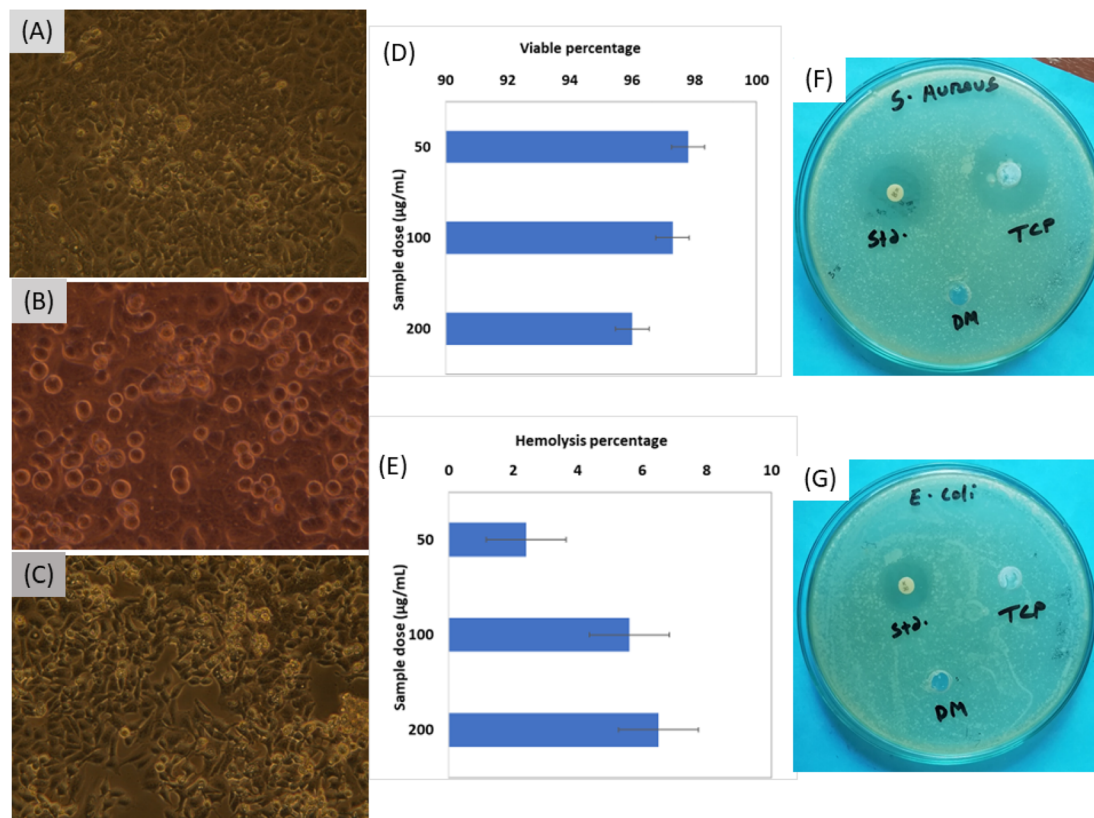 (A)
(B)
(C)
(D)
Viable percentage
90 92 94 96 98 100
Sample dose (µg/mL)
50
100
200
(E)
Hemolysis percentage
0 2 4 6 8 10
Sample dose (µg/mL)
50
100
200
(F)
S. AURAUS
Std.
TCP
DM
(G)
E. coli
Std.
TCP
DM